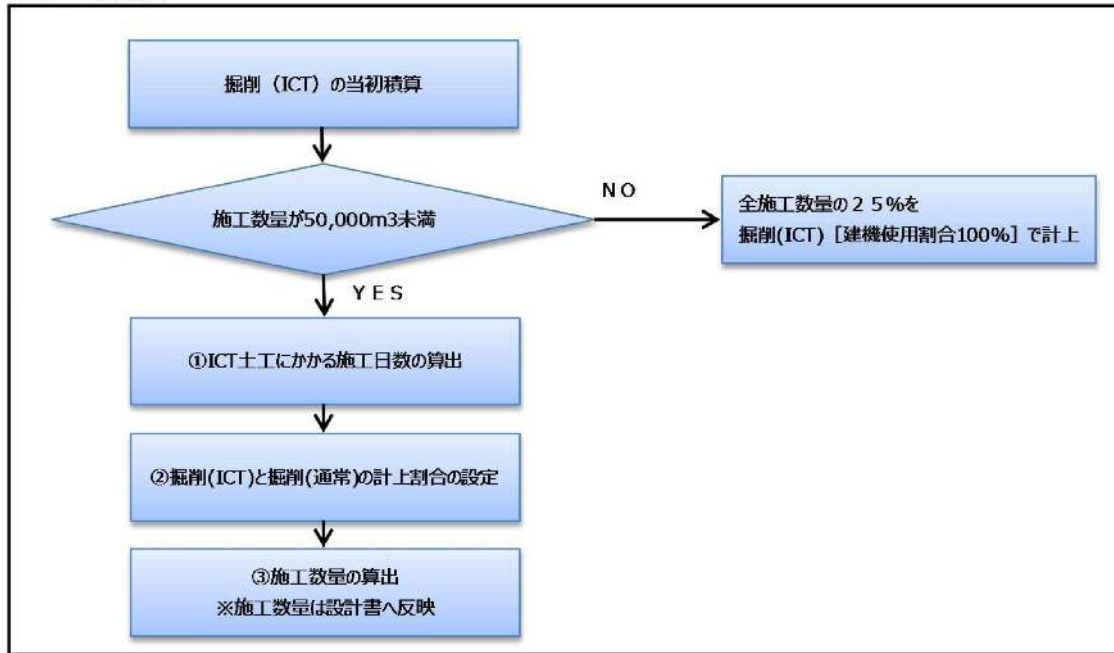 掘削（ICT）の当初積算
施工数量が50,000m3未満
NO
全施工数量の２５％を
掘削(ICT)［建機使用割合100%］で計上
YES
①ICT土工にかかる施工日数の算出
②掘削(ICT)と掘削(通常)の計上割合の設定
③施工数量の算出
※施工数量は設計書へ反映